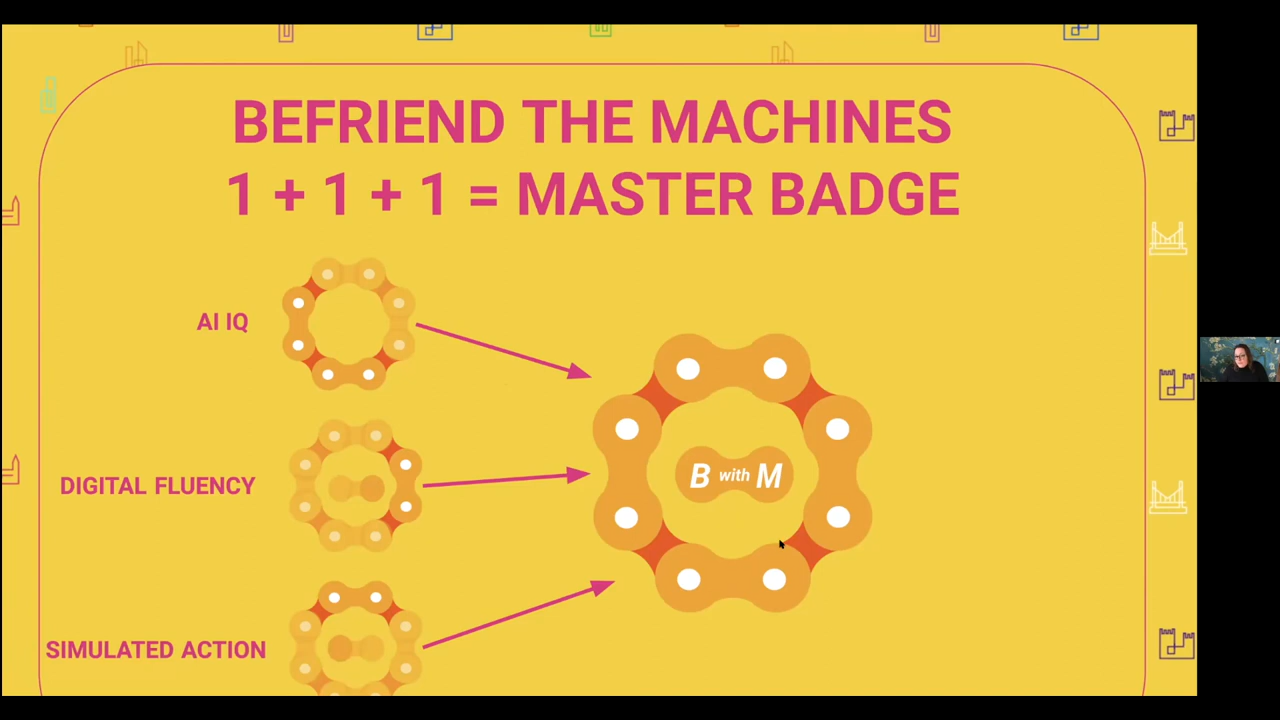 BEFRIEND THE MACHINES
1 + 1 + 1 = MASTER BADGE
AI IQ
DIGITAL FLUENCY
SIMULATED ACTION
B with M